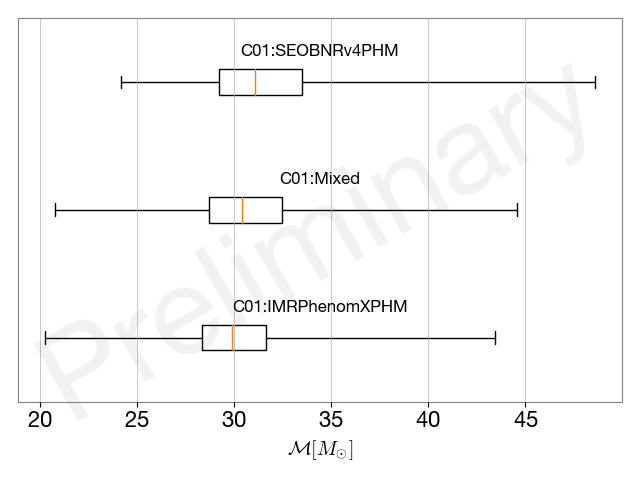 C01:SEOBNRv4PHM
C01:Mixed
C01:IMRPhenomXPHM
Preliminary
20 25 30 35 40 45
ℳ[M⊙]